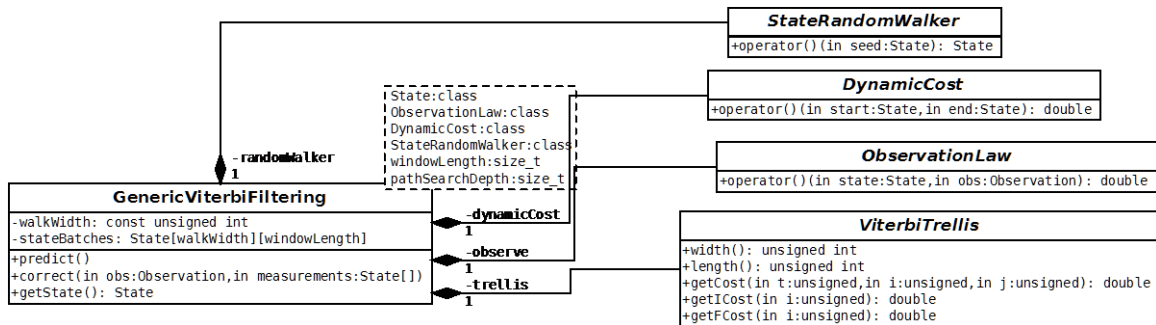 StateRandomWalker
+operator()(in seed:State): State
DynamicCost
+operator()(in start:State,in end:State): double
State:class
ObservationLaw:class
DynamicCost:class
StateRandomWalker:class
windowLength:size_t
pathSearchDepth:size_t
-randomWalker
1
ObservationLaw
+operator()(in state:State,in obs:Observation): double
GenericViterbiFiltering
-walkWidth: const unsigned int
-stateBatches: State[walkWidth][windowLength]
+predict()
+correct(in obs:Observation,in measurements:State[])
+getState(): State
-dynamicCost
1
-observe
1
-trellis
1
ViterbiTrellis
+width(): unsigned int
+length(): unsigned int
+getCost(in t:unsigned,in i:unsigned,in j:unsigned): double
+getICost(in i:unsigned): double
+getFCost(in i:unsigned): double